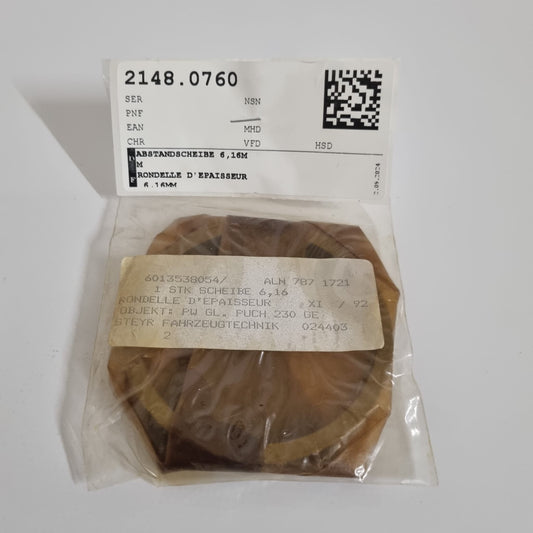 2148.0760
SER NSN
PNF
EAN MHD
CHR VFD HSD
ABSTANDSCHEIBE 6,16M
M
RONDELLE D'EPAISSEUR
6,16MM
6013538054/ ALN 787 1721
1 STK SCHEIBE 6,16
RONDELLE D'EPAISSEUR XI / 92
OBJEKT: PW GL. PUCH 230 GE
STEYR FAHRZEUGTECHNIK 024403
2